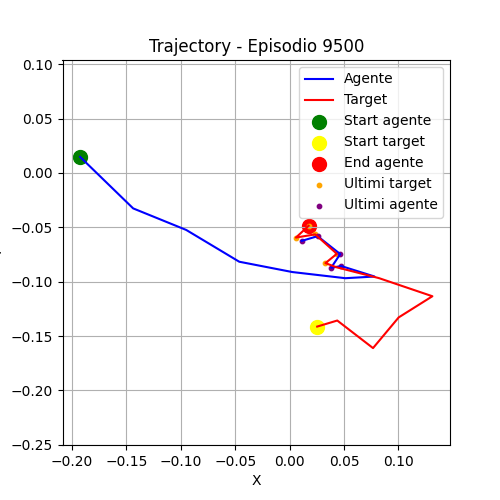 Trajectory - Episodio 9500
Agente
Target
Start agente
Start target
End agente
Ultimi target
Ultimi agente
0.10
0.05
0.00
−0.05
−0.10
−0.15
−0.20
−0.25
−0.20 −0.15 −0.10 −0.05 0.00 0.05 0.10
X